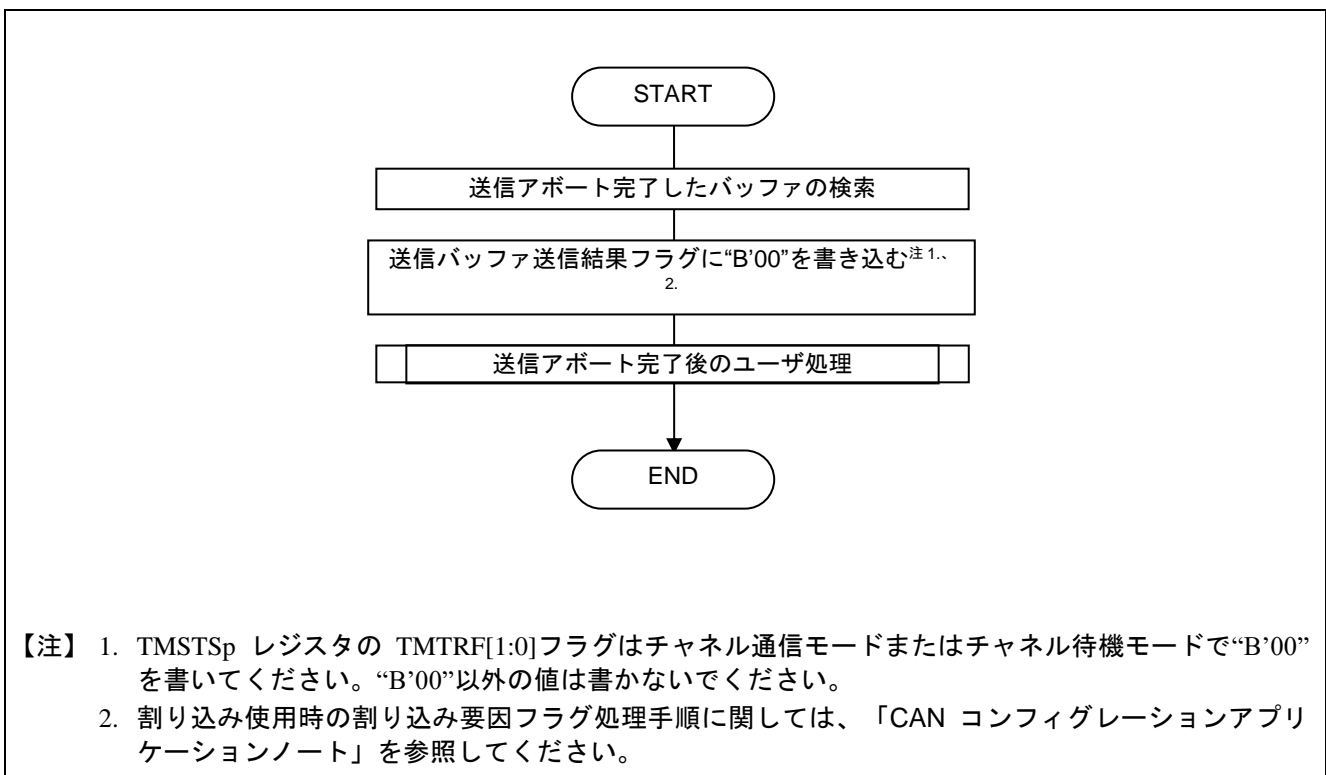 START
送信アボート完了したバッファの検索
送信バッファ送信結果フラグに“B’00”を書き込む注 1.、
2.
送信アボート完了後のユーザ処理
END
【注】 1. TMSTSp レジスタの TMTRF[1:0]フラグはチャネル通信モードまたはチャネル待機モードで“B’00”
を書いてください。“B’00”以外の値は書かないでください。
2. 割り込み使用時の割り込み要因フラグ処理手順に関しては、「CAN コンフィグレーションアプリ
ケーションノート」を参照してください。